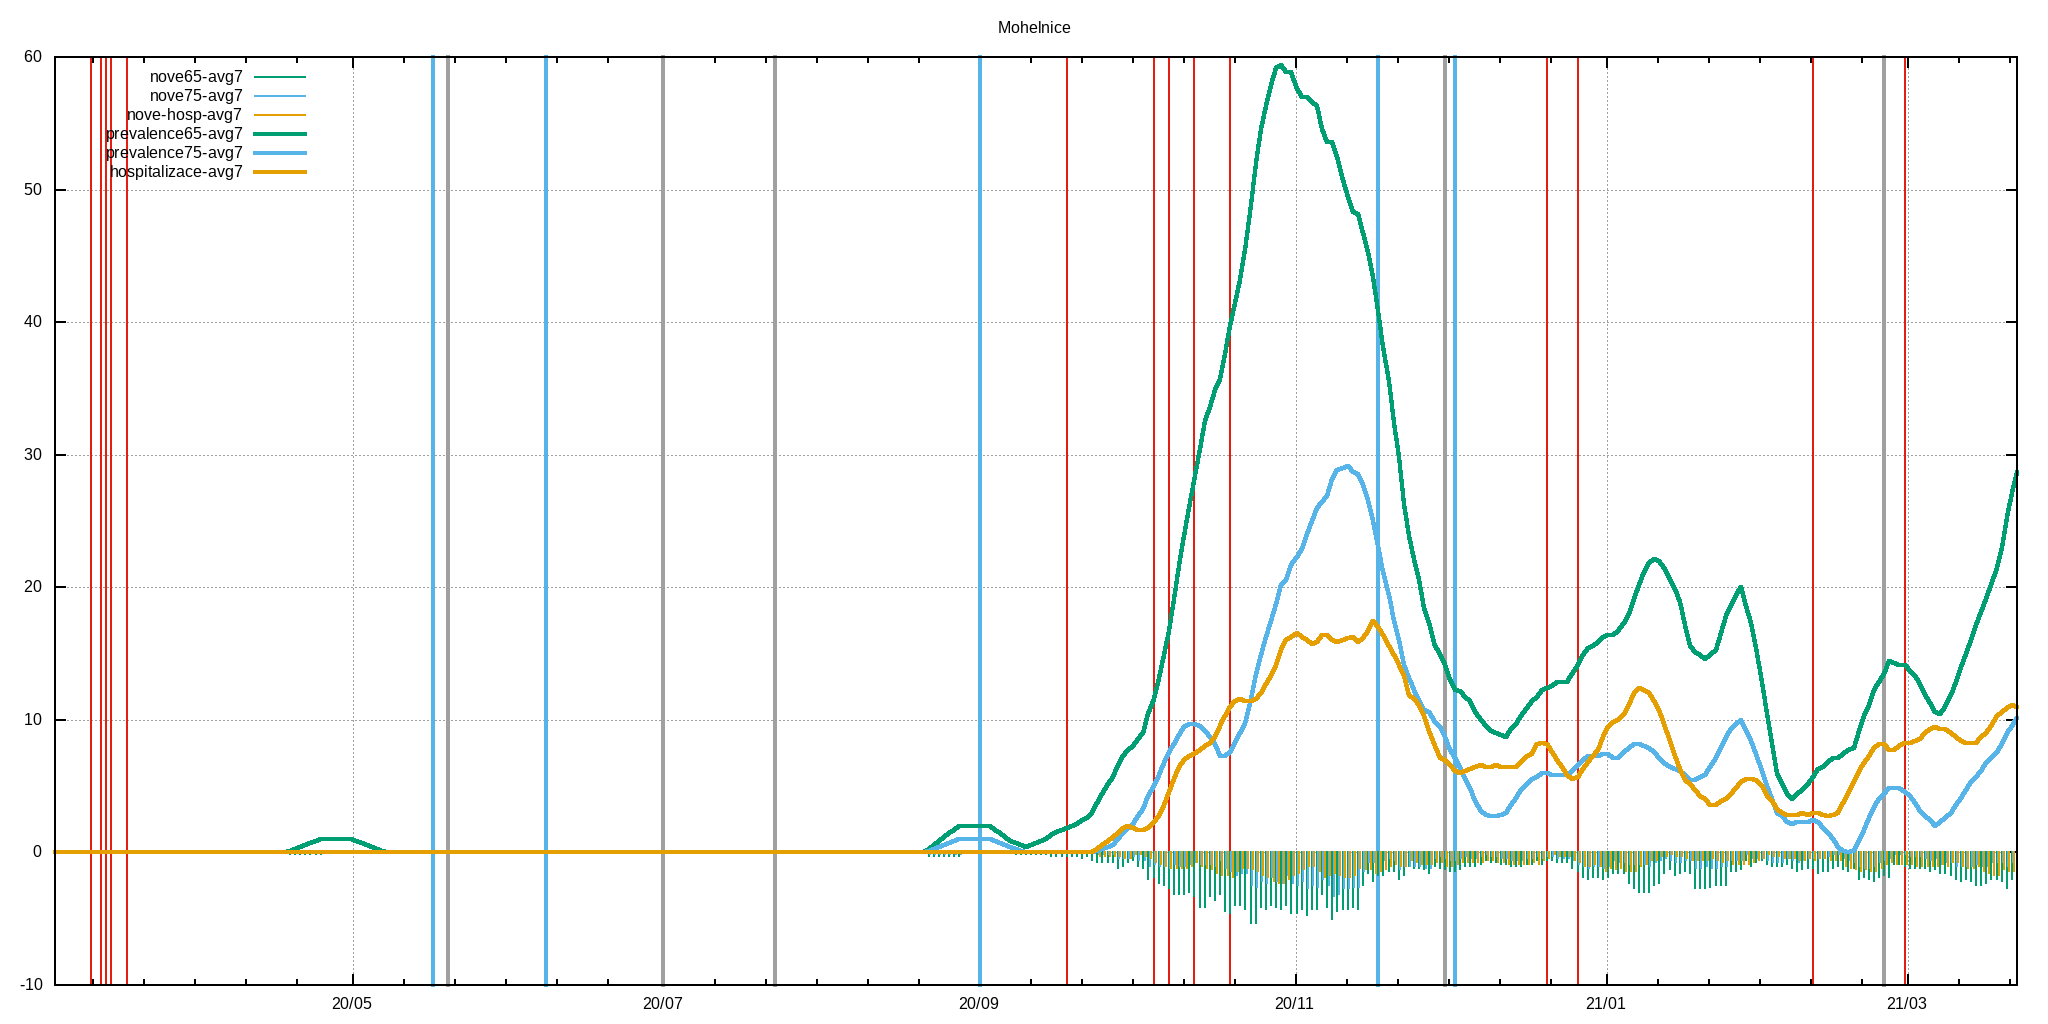 Mohelnice
60
nove65-avg7
nove75-avg7
nove-hosp-avg7
prevalence65-avg7
prevalence75-avg7
hospitalizace-avg7
50
40
30
20
10
0
-10
20/05
20/07
20/09
20/11
21/01
21/03